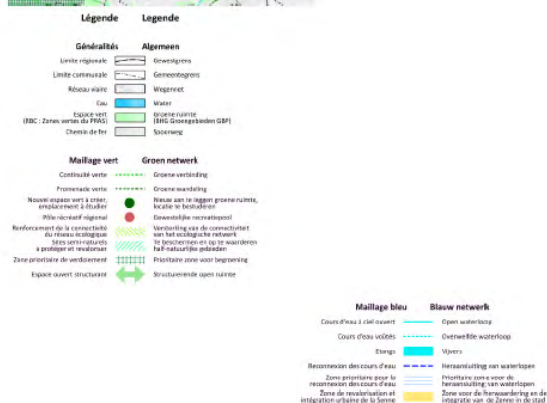 Légende Legende
Généralités Algemeen
Limite régionale Gewestgrens
Limite communale Gemeentegrens
Réseau viaire Wegennet
Eau Water
Espace vert
(RBC : Zones vertes du PRAS) Groene ruimte
(BHG Groengebieden GBP)
Chemin de fer Spoorweg
Maillage vert Groen netwerk
Continuité verte Groene verbinding
Promenade verte Groene wandeling
Nouvel espace vert à créer,
emplacement à étudier Nieuw aan te leggen groene ruimte,
locatie te bestuderen
Pôle récréatif régional Gewestelijke recreatiepool
Renforcement de la connectivité
du réseau écologique Versterking van de connectiviteit
van het ecologische netwerk
Sites semi-naturels
à protéger et revaloriser Te beschermen en op te waarderen
half-natuurlijke gebieden
Zone prioritaire de verdoiement Prioritaire zone voor begroening
Espace ouvert structurant Structurerende open ruimte
Maillage bleu Blauw netwerk
Cours d'eau à ciel ouvert Open waterloop
Cours d'eau voûtés Overwelfde waterloop
Etangs Vijvers
Reconnexion des cours d'eau Heraansluiting van waterlopen
Zone prioritaire pour la
reconnexion des cours d'eau Prioritaire zone voor de
heraansluiting van waterlopen
Zone de revalorisation et
intégration urbaine de la Senne Zone voor de herwaardering en de
integratie van de Zenne in de stad